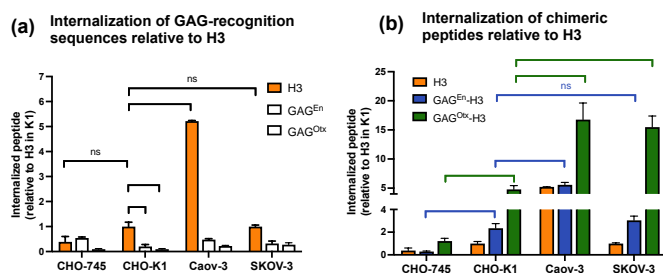 (a)
Internalization of GAG-recognition
sequences relative to H3
Internalized peptide
(relative to H3 in K1)
7
6
5
4
3
2
1
0
ns
ns
H3
GAGEn
GAGOtx
CHO-745 CHO-K1 Caov-3 SKOV-3
(b)
Internalization of chimeric
peptides relative to H3
Internalized peptide
(relative to H3 in K1)
25
20
15
10
5
4
2
0
ns
H3
GAGEn-H3
GAGOtx-H3
CHO-745 CHO-K1 Caov-3 SKOV-3